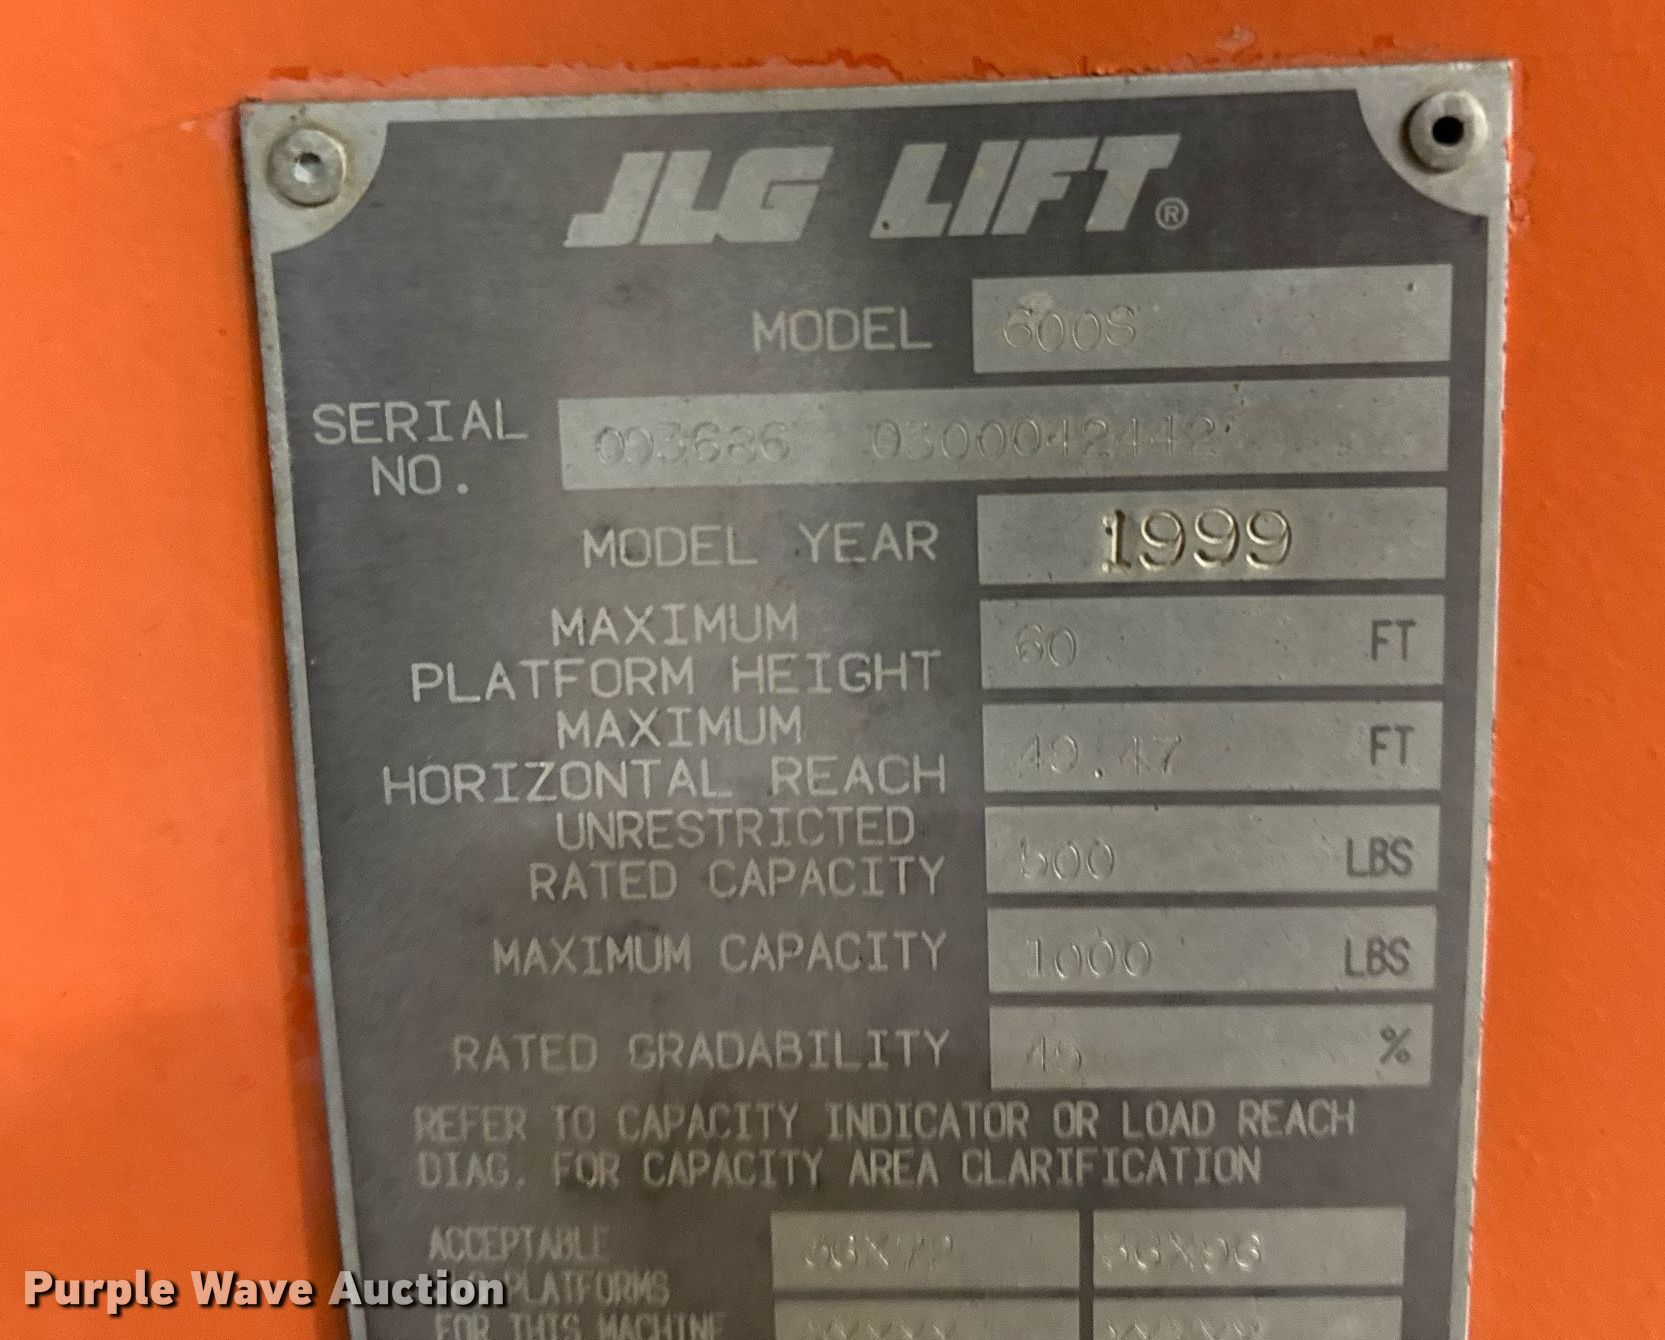 JLG LIFT®
MODEL 600S
SERIAL NO. 0300042442
MODEL YEAR 1999
MAXIMUM
PLATFORM HEIGHT 60 FT
MAXIMUM
HORIZONTAL REACH 49.47 FT
UNRESTRICTED
RATED CAPACITY 500 LBS
MAXIMUM CAPACITY 1000 LBS
RATED GRADABILITY 45 %
REFER TO CAPACITY INDICATOR OR LOAD REACH
DIAG. FOR CAPACITY AREA CLARIFICATION
ACCEPTABLE 36X72 36X96
PLATFORMS
FOR THIS MACHINE
Purple Wave Auction